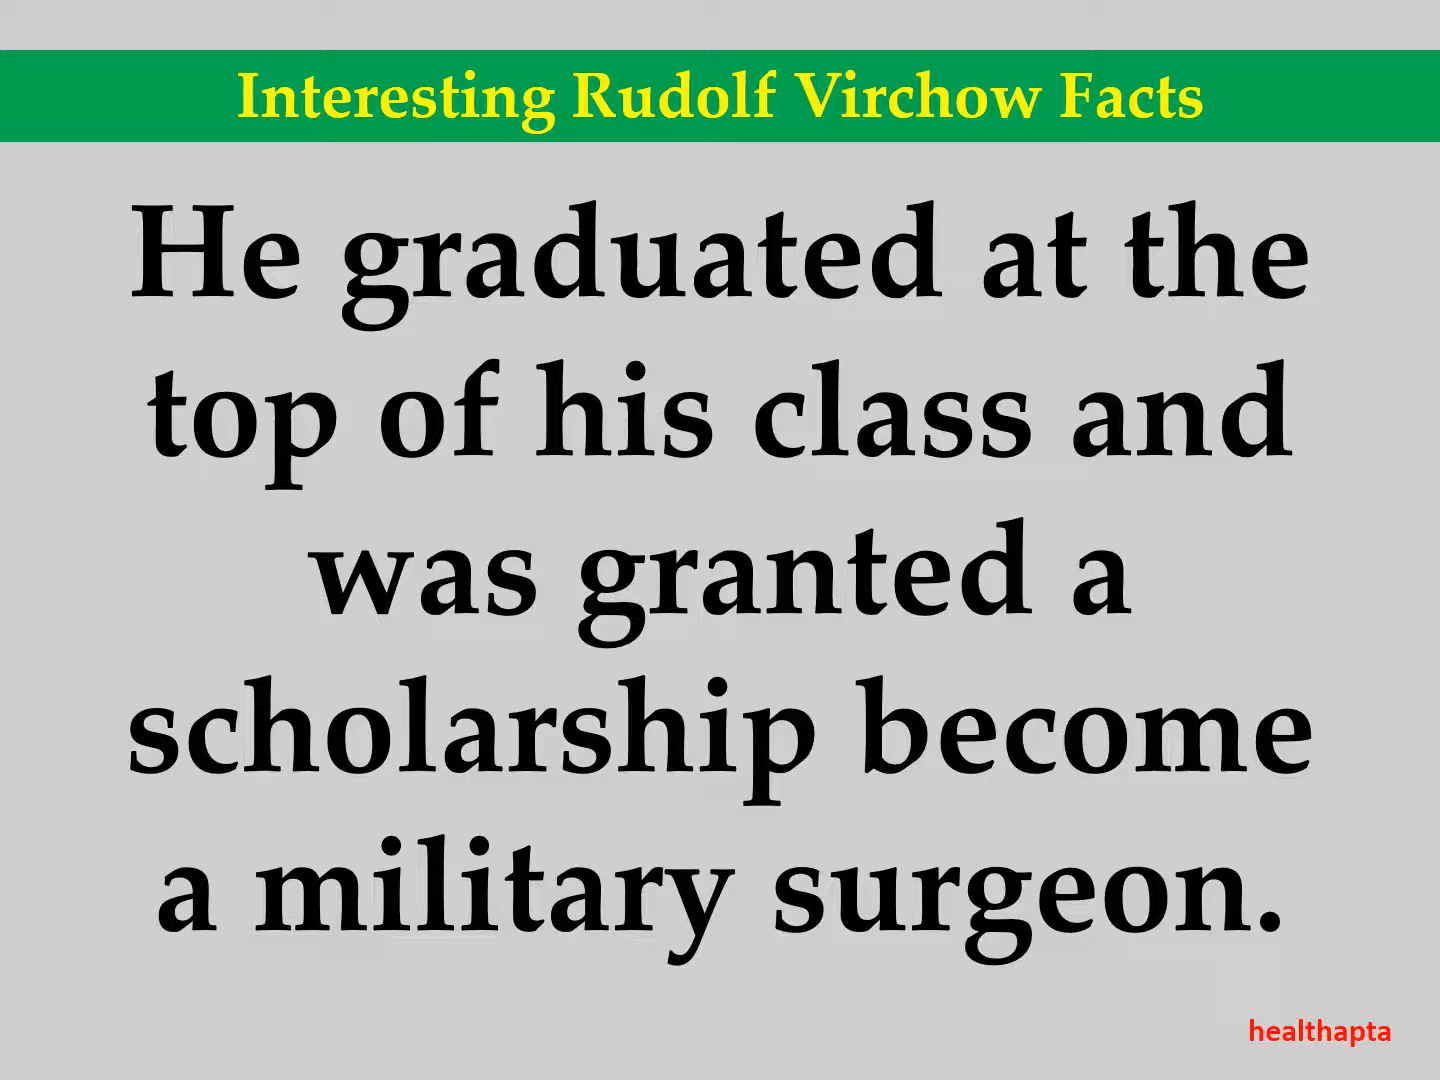 Interesting Rudolf Virchow Facts
He graduated at the
top of his class and
was granted a
scholarship become
a military surgeon.
healthapta